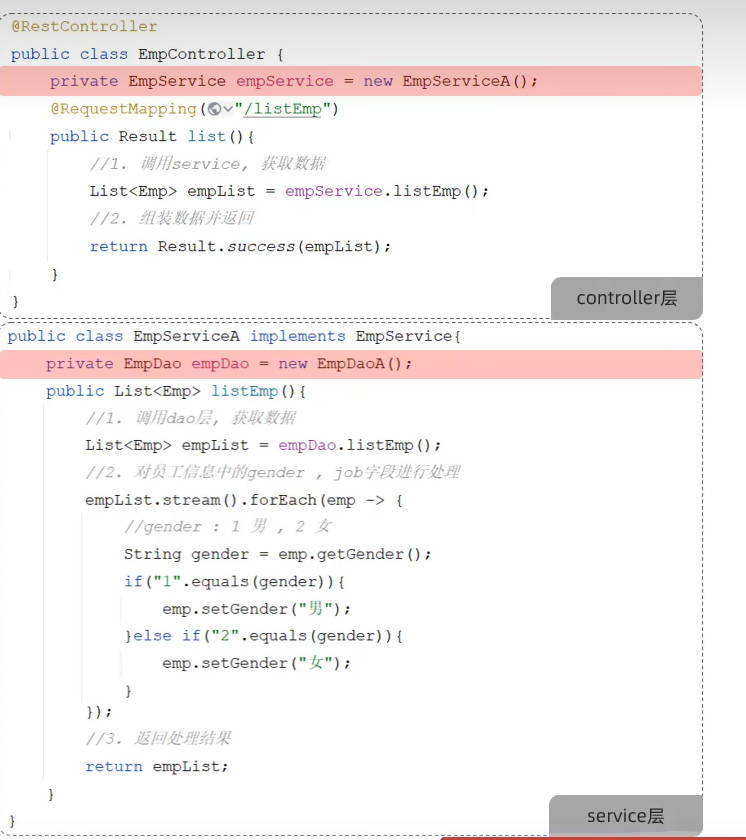 @RestController
public class EmpController {
private EmpService empService = new EmpServiceA();
@RequestMapping("/listEmp")
public Result list(){
//1. 调用service, 获取数据
List<Emp> empList = empService.listEmp();
//2. 组装数据并返回
return Result.success(empList);
}
}
controller层
public class EmpServiceA implements EmpService{
private EmpDao empDao = new EmpDaoA();
public List<Emp> listEmp(){
//1. 调用dao层, 获取数据
List<Emp> empList = empDao.listEmp();
//2. 对员工信息中的gender , job字段进行处理
empList.stream().forEach(emp -> {
//gender : 1 男 , 2 女
String gender = emp.getGender();
if("1".equals(gender)){
emp.setGender("男");
}else if("2".equals(gender)){
emp.setGender("女");
}
});
//3. 返回处理结果
return empList;
}
}
service层